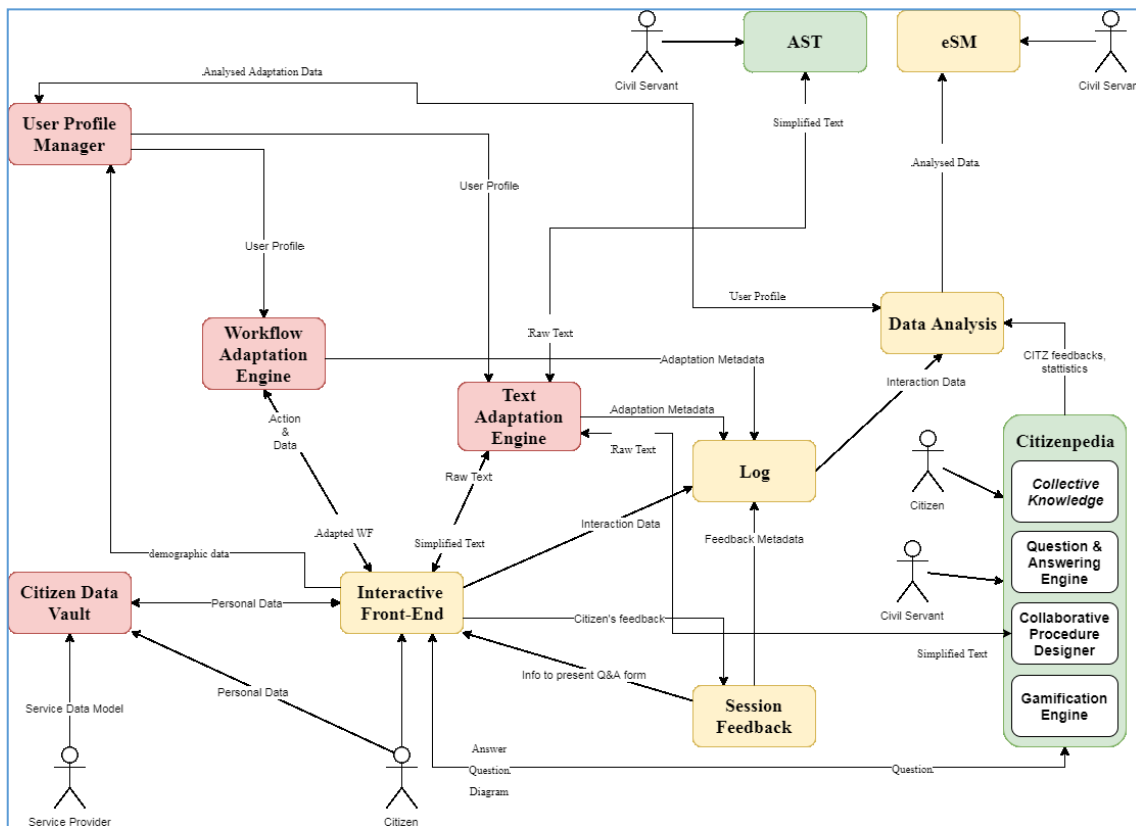 AST
eSM
Civil Servant
Civil Servant
Analysed Adaptation Data
User Profile
Manager
Simplified Text
Analysed Data
User Profile
User Profile
User Profile
Data Analysis
Workflow
Adaptation
Engine
Raw Text
Adaptation Metadata
CITZ feedbacks,
statistics
Interaction Data
Text
Adaptation
Engine
Adaptation Metadata
Action
&
Data
Raw Text
Citizenpedia
Log
Raw Text
Collective
Knowledge
Citizen
Interaction Data
Adapted WF
Simplified Text
Feedback Metadata
Question &
Answering
Engine
demographic data
Citizen Data
Vault
Personal Data
Interactive
Front-End
Civil Servant
Citizen's feedback
Collaborative
Procedure
Designer
Simplified Text
Info to present Q&A form
Personal Data
Service Data Model
Session
Feedback
Gamification
Engine
Answer
Question
Diagram
Question
Service Provider
Citizen